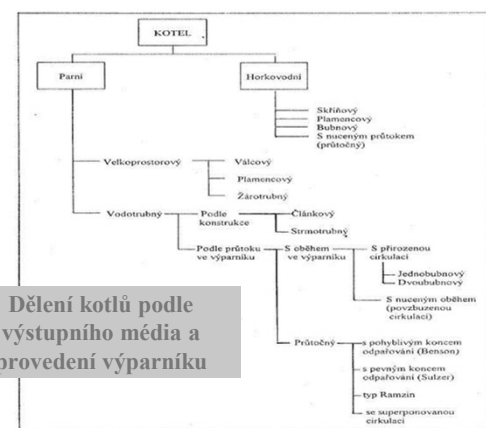 KOTEL
Parní
Horkovodní
Skříňový
Plamencový
Bubnový
S nuceným průtokem
(průtočný)
Velkoprostorový
Válcový
Plamencový
Žárotrubný
Vodotrubný
Podle
konstrukce
Článkový
Strmotrubný
Podle průtoku
ve výparníku
S oběhem
ve výparníku
S přirozenou
cirkulací
Jednobubnový
Dvoububnový
S nuceným oběhem
(povzbuzenou
cirkulací)
Průtočný
s pohyblivým koncem
odpařování (Benson)
s pevným koncem
odpařování (Sulzer)
typ Ramzin
se superponovanou
cirkulací
Dělení kotlů podle
výstupního média a
provedení výparníku